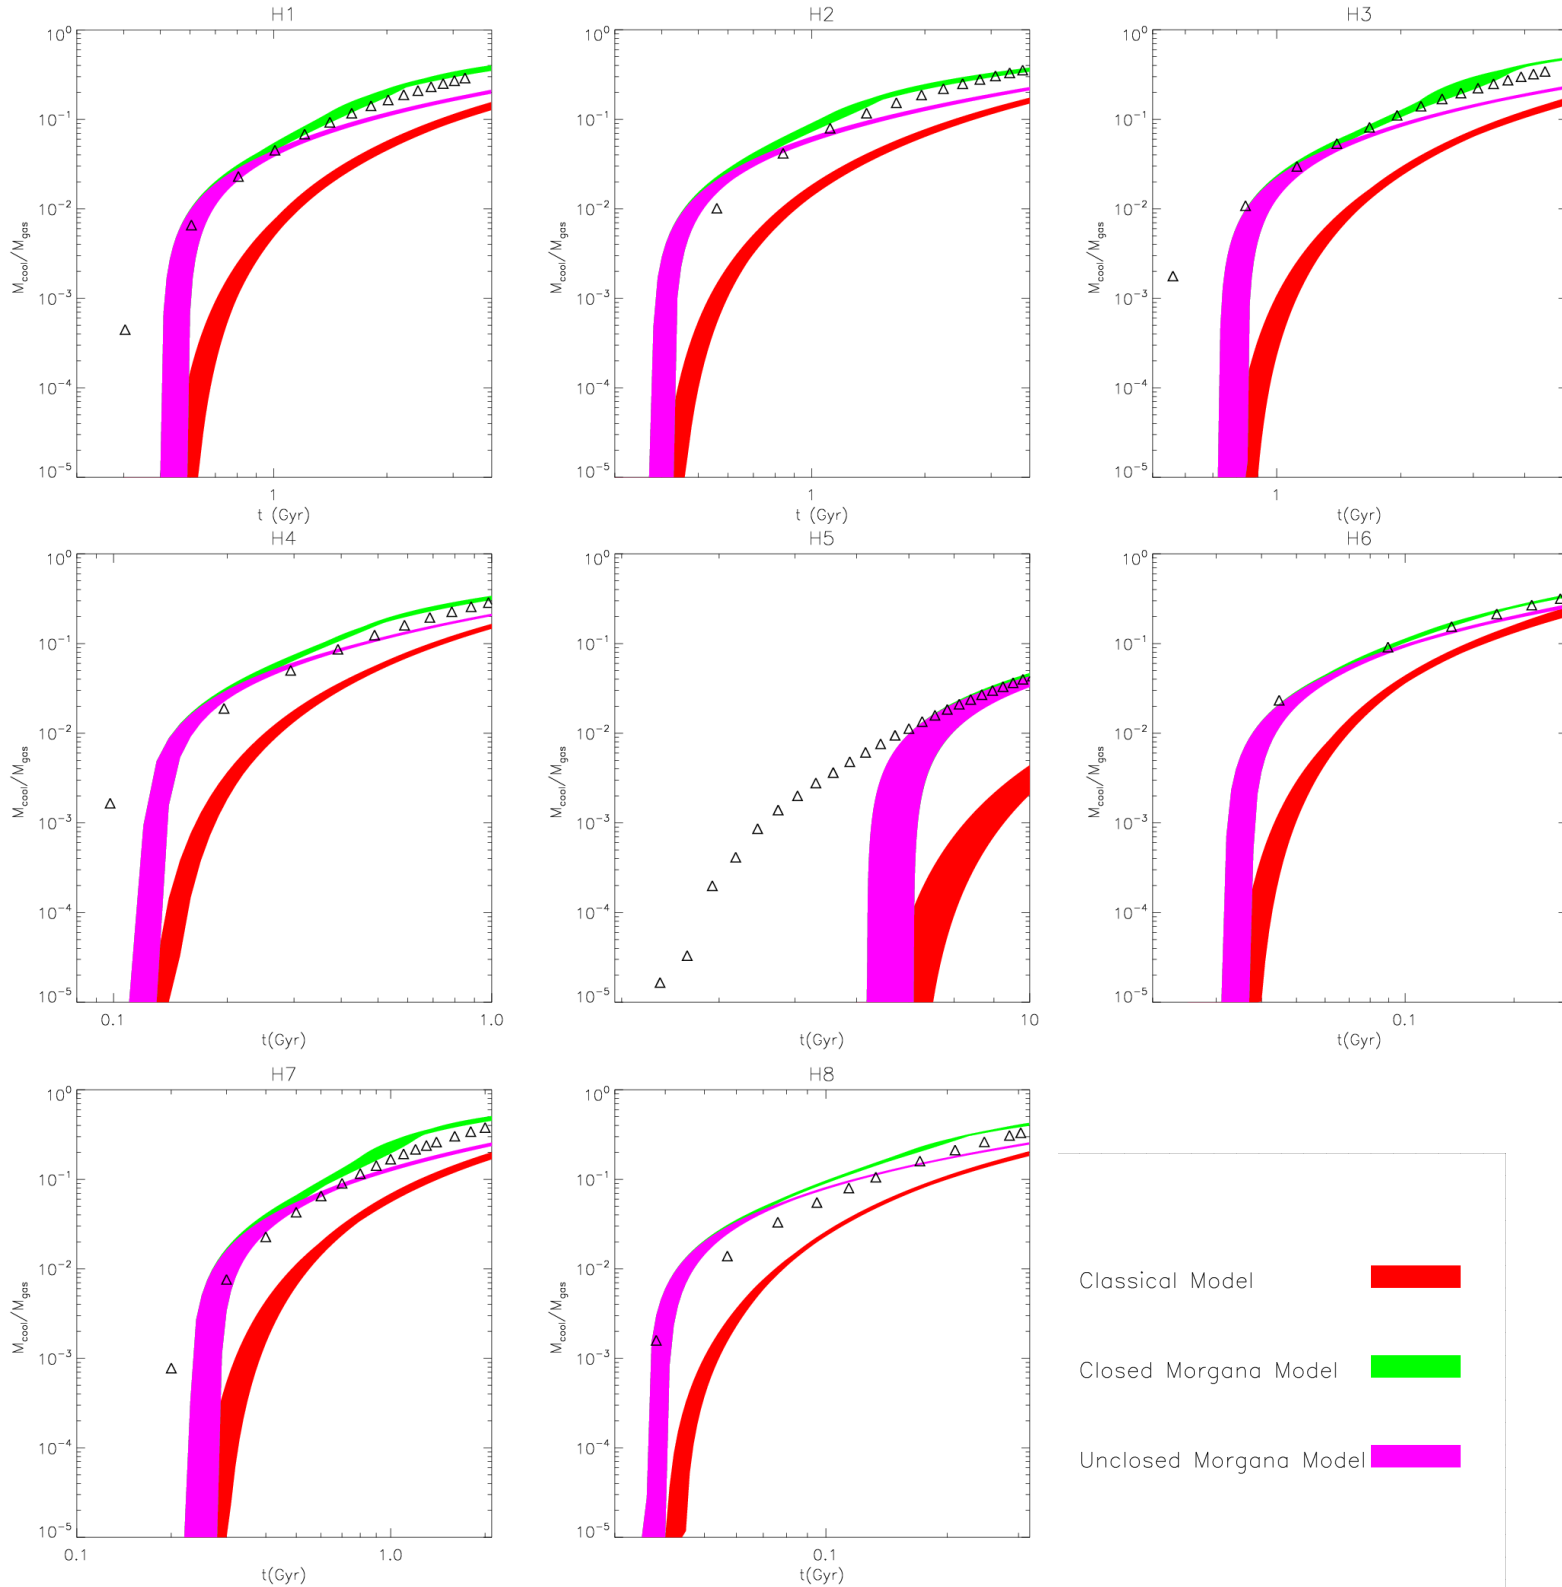 H1
H2
H3
10^0
10^-1
10^-2
10^-3
10^-4
10^-5
M_cool/M_gas
1
t (Gyr)
10^0
10^-1
10^-2
10^-3
10^-4
10^-5
M_cool/M_gas
1
t (Gyr)
10^0
10^-1
10^-2
10^-3
10^-4
10^-5
M_cool/M_gas
1
t(Gyr)
H4
H5
H6
10^0
10^-1
10^-2
10^-3
10^-4
10^-5
M_cool/M_gas
0.1 1.0
t(Gyr)
10^0
10^-1
10^-2
10^-3
10^-4
10^-5
M_cool/M_gas
10
t(Gyr)
10^0
10^-1
10^-2
10^-3
10^-4
10^-5
M_cool/M_gas
0.1
t(Gyr)
H7
H8
10^0
10^-1
10^-2
10^-3
10^-4
10^-5
M_cool/M_gas
0.1 1.0
t(Gyr)
10^0
10^-1
10^-2
10^-3
10^-4
10^-5
M_cool/M_gas
0.1
t(Gyr)
Classical Model
Closed Morgana Model
Unclosed Morgana Model